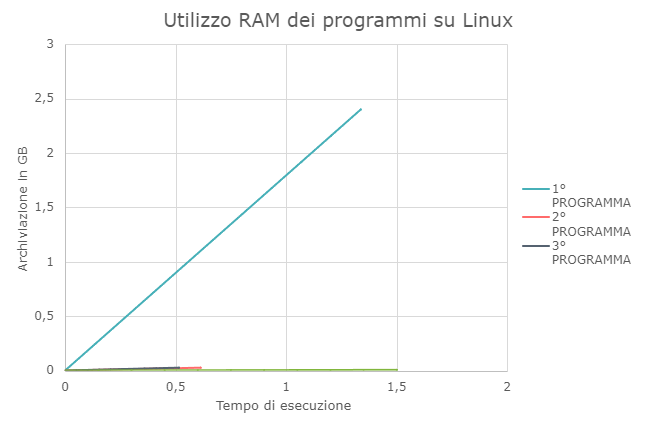 Utilizzo RAM dei programmi su Linux
3
2,5
2
1,5
1
0,5
0
Archiviazione in GB
0
0,5
1
1,5
2
Tempo di esecuzione
1°
PROGRAMMA
2°
PROGRAMMA
3°
PROGRAMMA